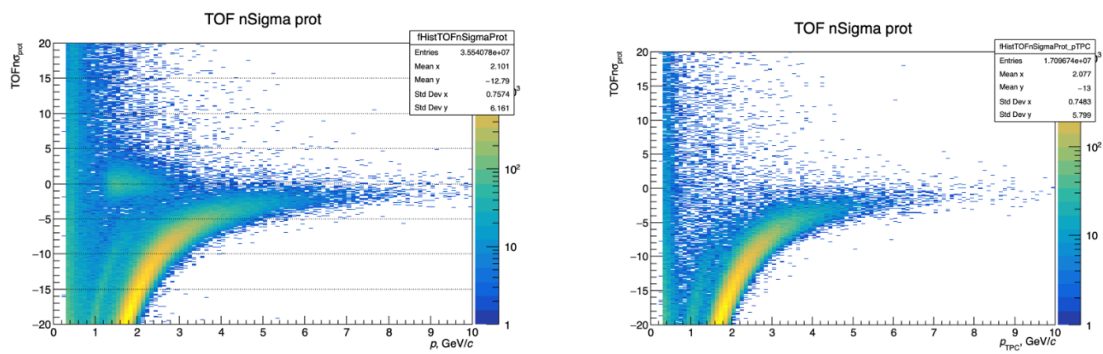 TOF nSigma prot
fHistTOFnSigmaProt
Entries 3.554078e+07
Mean x 2.101
Mean y −12.79
Std Dev x 0.7574
Std Dev y 6.161
TOFnσprot
20
15
10
5
0
−5
−10
−15
−20
0 1 2 3 4 5 6 7 8 9 10
p, GeV/c
10²
10
1
TOF nSigma prot
fHistTOFnSigmaProt_pTPC
Entries 1.709674e+07
Mean x 2.077
Mean y −13
Std Dev x 0.7483
Std Dev y 5.799
TOFnσprot
20
15
10
5
0
−5
−10
−15
−20
0 1 2 3 4 5 6 7 8 9 10
pTPC, GeV/c
10²
10
1